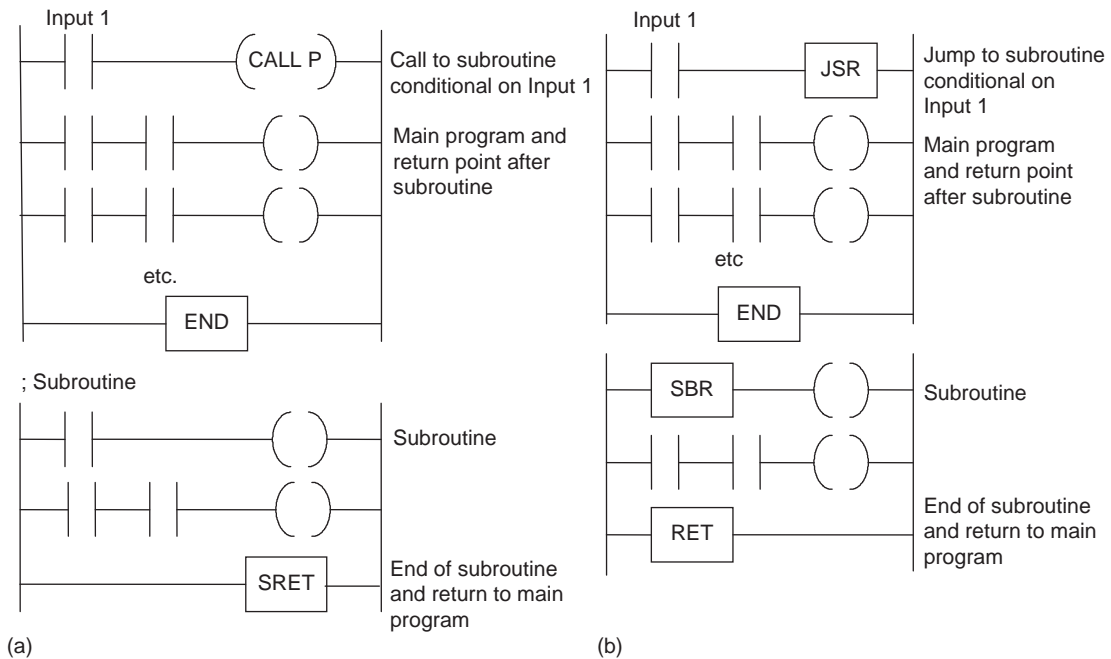 Input 1
CALL P
Call to subroutine
conditional on Input 1
Main program and
return point after
subroutine
etc.
END
; Subroutine
Subroutine
SRET
End of subroutine
and return to main
program
(a)
Input 1
JSR
Jump to subroutine
conditional on
Input 1
Main program
and return point
after subroutine
etc
END
SBR
Subroutine
RET
End of subroutine
and return to main
program
(b)